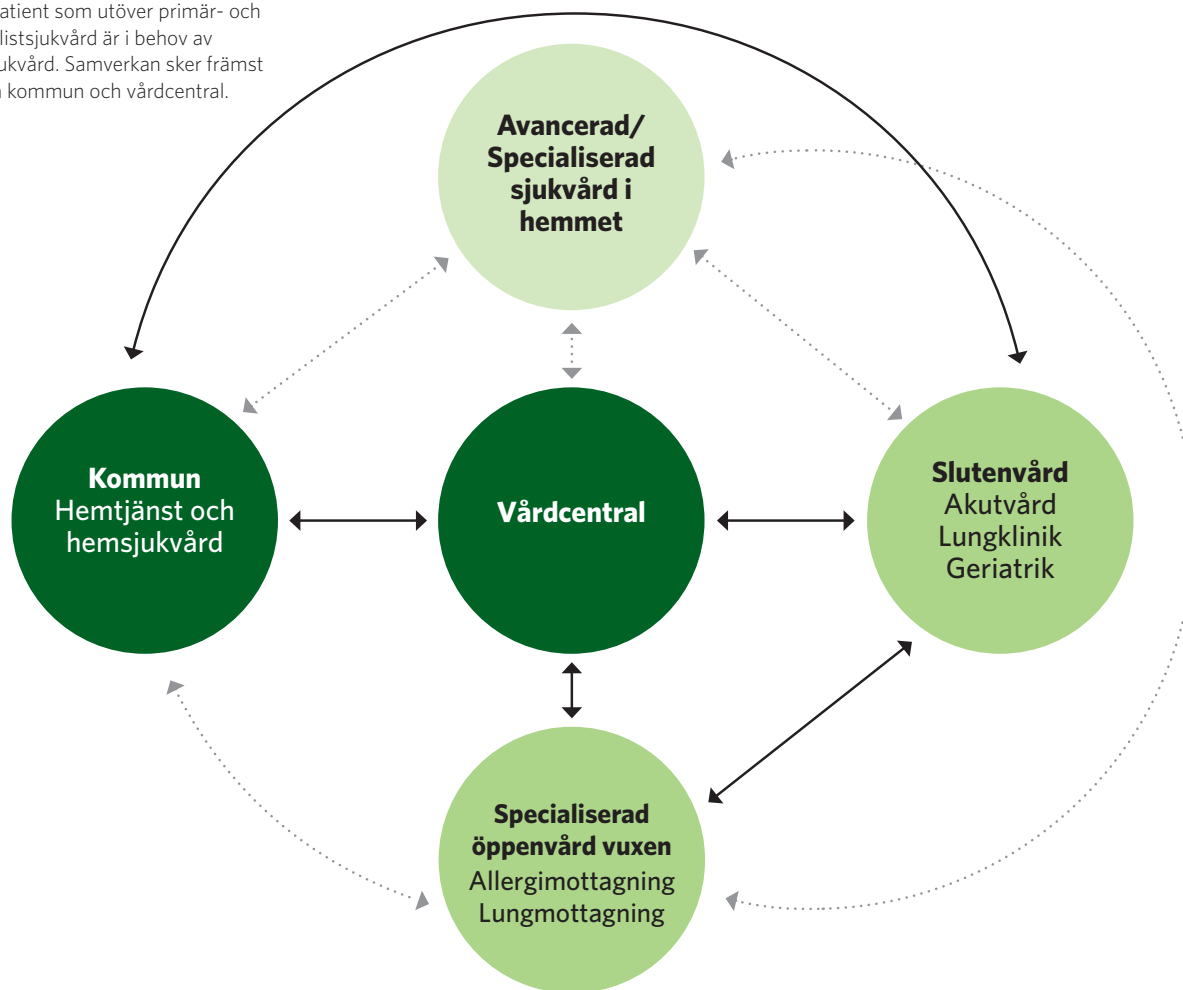 atient som utöver primär- och
listsjukvård är i behov av
ukvård. Samverkan sker främst
kommun och vårdcentral.
Avancerad/
Specialiserad
sjukvård i
hemmet
Kommun
Hemtjänst och
hemsjukvård
Vårdcentral
Slutenvård
Akutvård
Lungklinik
Geriatrik
Specialiserad
öppenvård vuxen
Allergimottagning
Lungmottagning